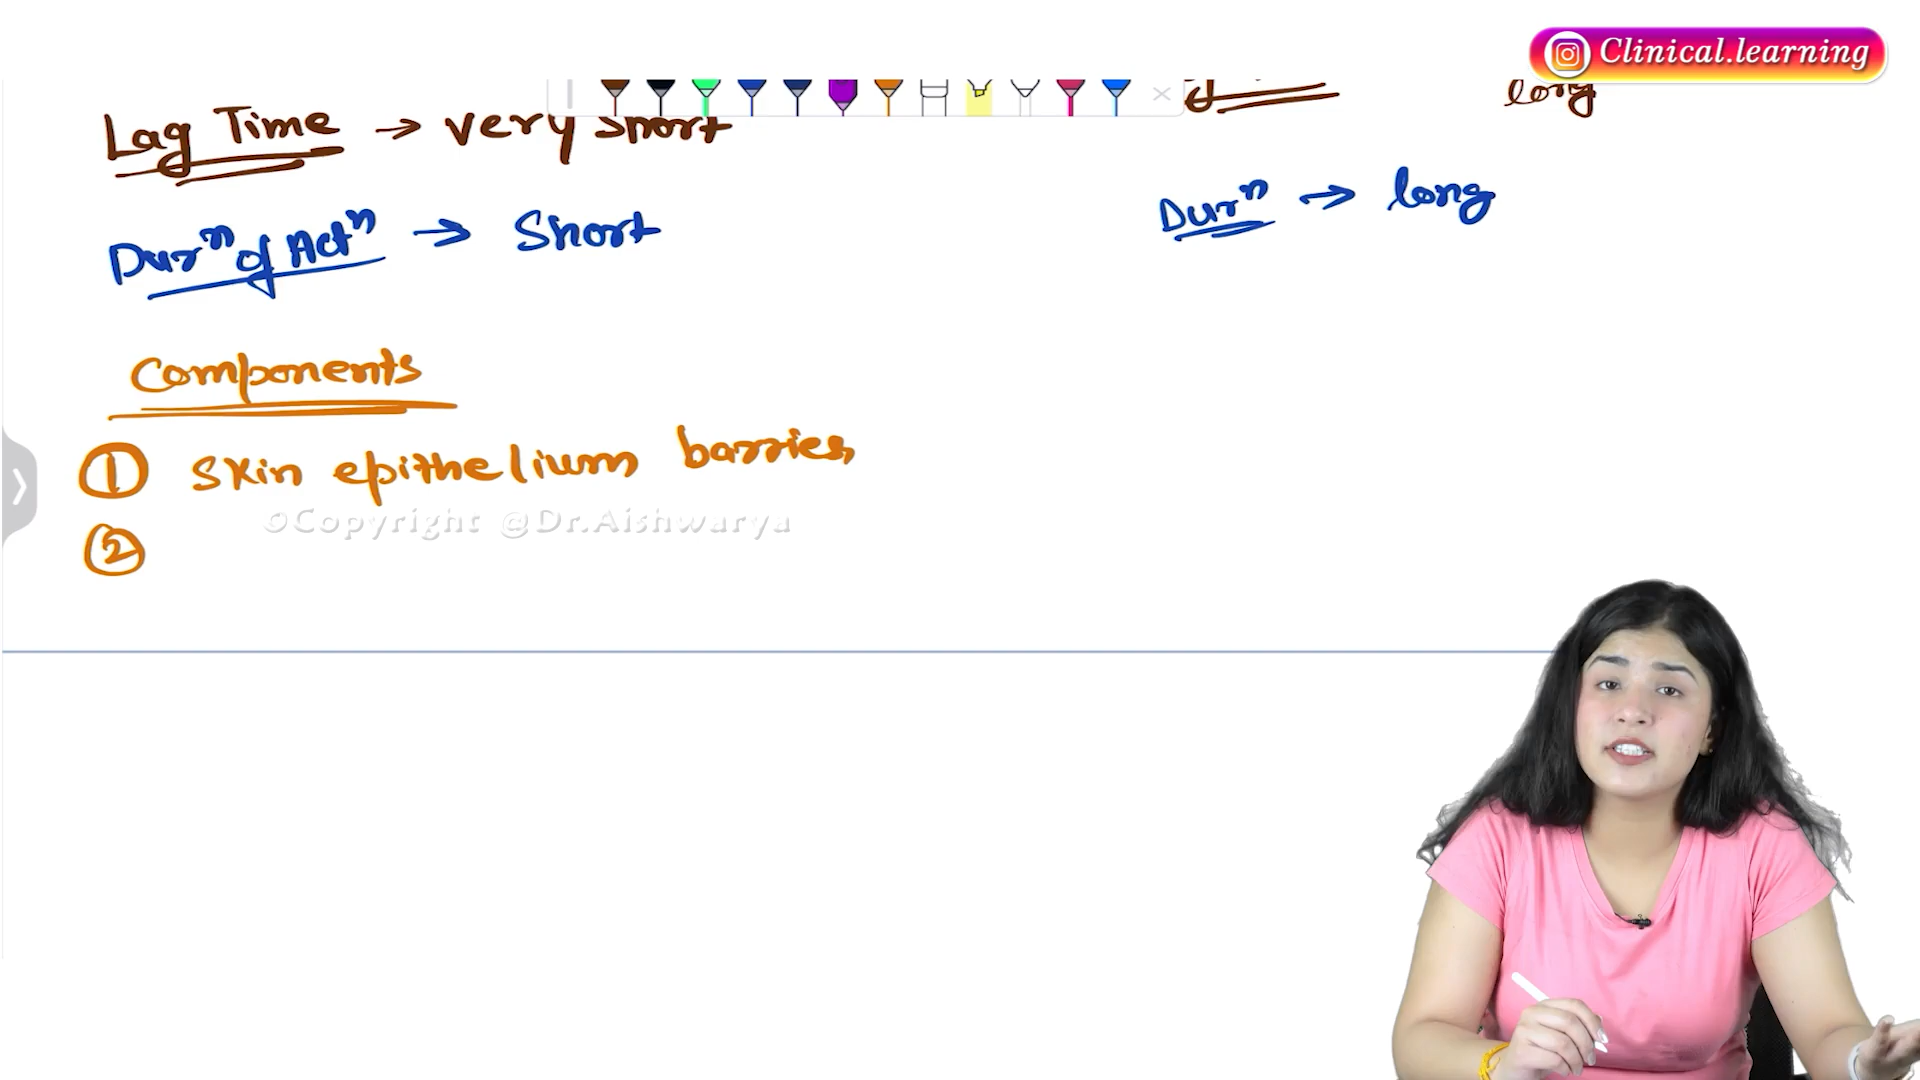 Clinical.learning
Lag Time → very short
long
Durⁿ of Actⁿ → Short
Durⁿ → long
Components
① Skin epithelium barrier
©Copyright @Dr.Aishwarya
②